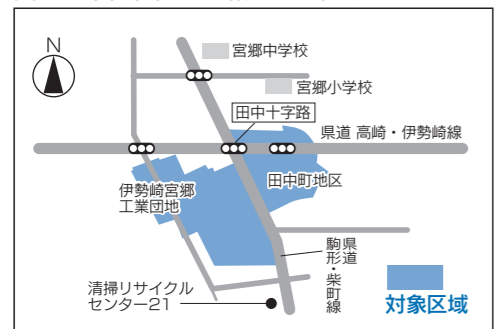 N
宮郷中学校
宮郷小学校
田中十字路
県道 高崎・伊勢崎線
伊勢崎宮郷
工業団地
田中町地区
県道
駒形・柴町線
清掃リサイクル
センター21
対象区域